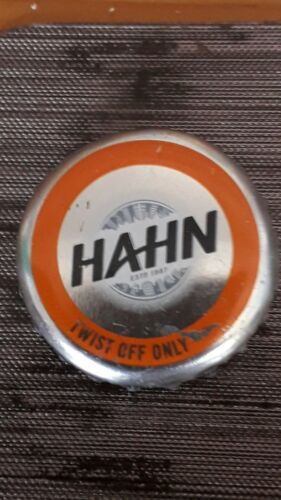 HAHN
ESTD 1987
TWIST OFF ONLY